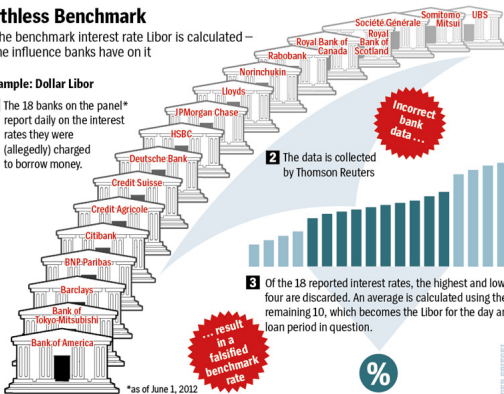 rthless Benchmark
he benchmark interest rate Libor is calculated –
he influence banks have on it
ample: Dollar Libor
The 18 banks on the panel*
report daily on the interest
rates they were
(allegedly) charged
to borrow money.
UBS
Somitomo
Mitsui
Société Générale
Royal
Bank of
Scotland
Royal Bank of
Canada
Rabobank
Norinchukin
Lloyds
JPMorgan Chase
HSBC
Deutsche Bank
Credit Suisse
Credit Agricole
Citibank
BNP Paribas
Barclays
Bank of
Tokyo-Mitsubishi
Bank of America
*as of June 1, 2012
Incorrect
bank
data ...
2 The data is collected
by Thomson Reuters
3 Of the 18 reported interest rates, the highest and low
four are discarded. An average is calculated using the
remaining 10, which becomes the Libor for the day an
loan period in question.
... result
in a
falsified
benchmark
rate
%